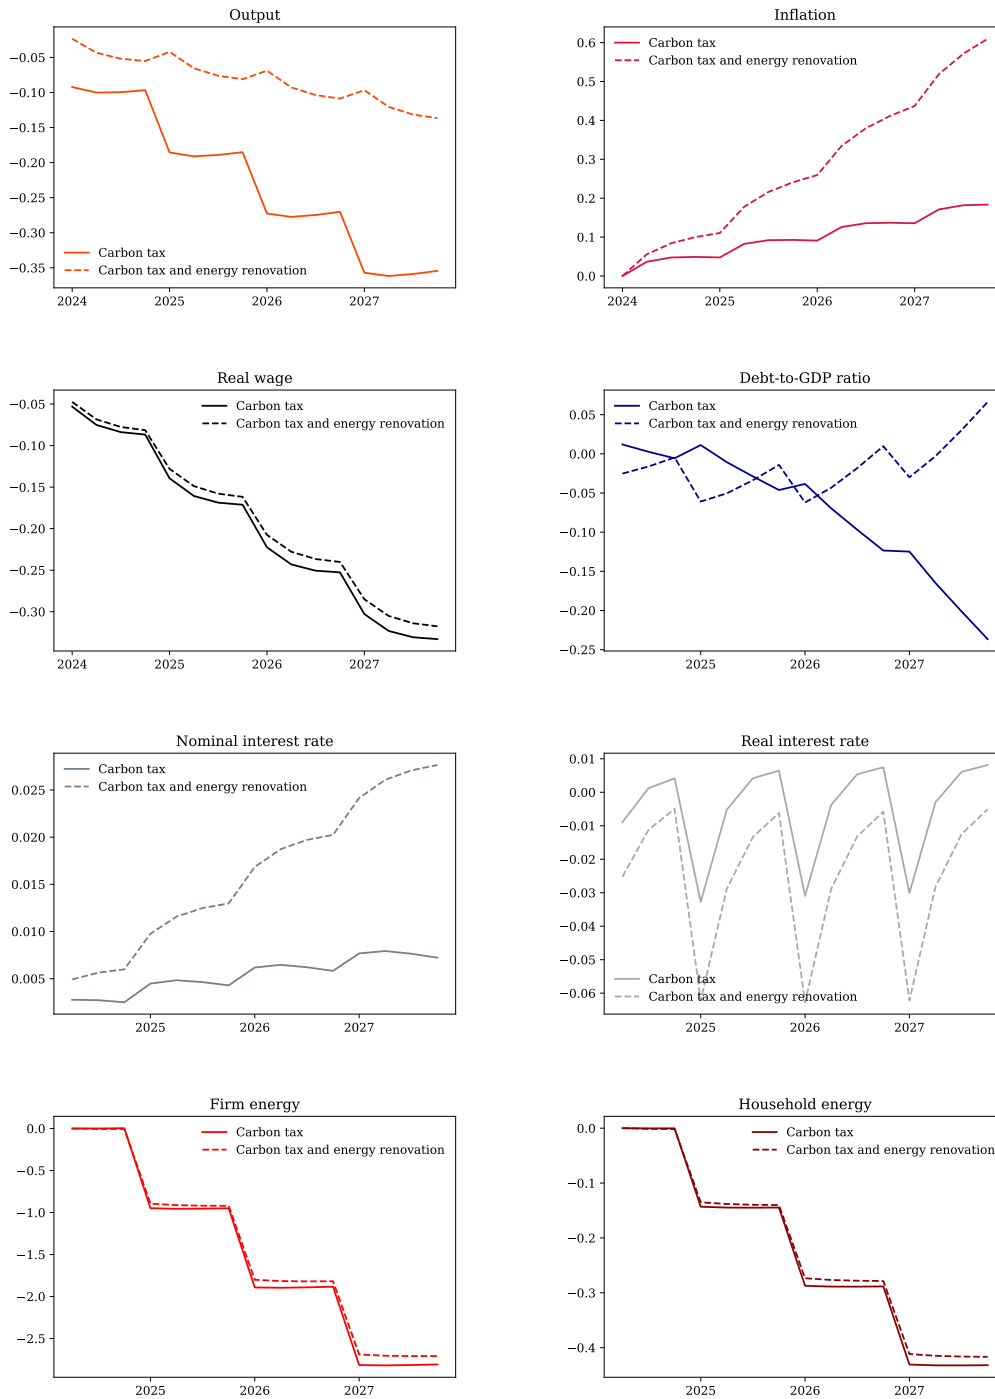 Output
−0.05
−0.10
−0.15
−0.20
−0.25
−0.30
−0.35
Carbon tax
Carbon tax and energy renovation
2024 2025 2026 2027
Inflation
0.6
0.5
0.4
0.3
0.2
0.1
0.0
Carbon tax
Carbon tax and energy renovation
2024 2025 2026 2027
Real wage
−0.05
−0.10
−0.15
−0.20
−0.25
−0.30
Carbon tax
Carbon tax and energy renovation
2024 2025 2026 2027
Debt-to-GDP ratio
0.05
0.00
−0.05
−0.10
−0.15
−0.20
−0.25
Carbon tax
Carbon tax and energy renovation
2025 2026 2027
Nominal interest rate
0.025
0.020
0.015
0.010
0.005
Carbon tax
Carbon tax and energy renovation
2025 2026 2027
Real interest rate
0.01
0.00
−0.01
−0.02
−0.03
−0.04
−0.05
−0.06
Carbon tax
Carbon tax and energy renovation
2025 2026 2027
Firm energy
0.0
−0.5
−1.0
−1.5
−2.0
−2.5
Carbon tax
Carbon tax and energy renovation
2025 2026 2027
Household energy
0.0
−0.1
−0.2
−0.3
−0.4
Carbon tax
Carbon tax and energy renovation
2025 2026 2027